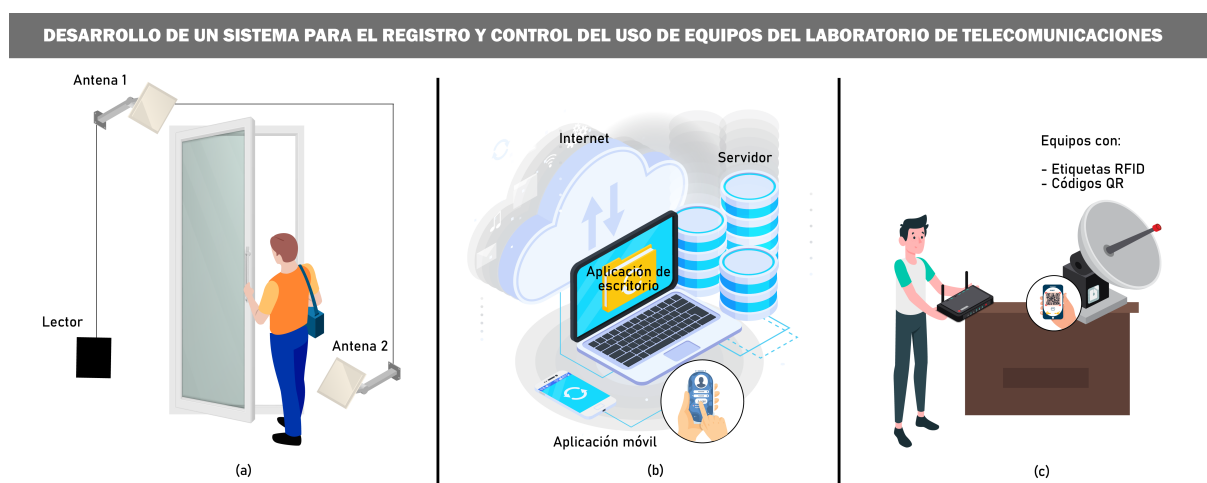 DESARROLLO DE UN SISTEMA PARA EL REGISTRO Y CONTROL DEL USO DE EQUIPOS DEL LABORATORIO DE TELECOMUNICACIONES
Antena 1
Lector
Antena 2
(a)
Internet
Servidor
Aplicación de
escritorio
Aplicación móvil
(b)
Equipos con:
- Etiquetas RFID
- Códigos QR
(c)